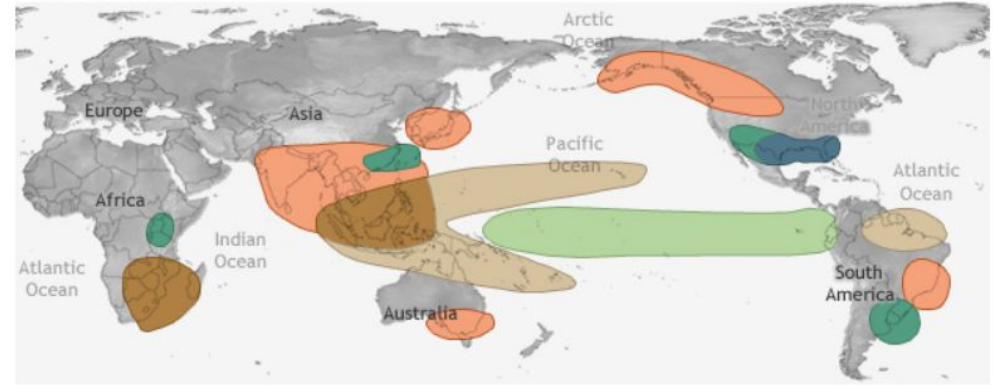 Arctic
Ocean
Europe
Asia
North
America
Pacific
Ocean
Atlantic
Ocean
Africa
Indian
Ocean
Atlantic
Ocean
South
America
Australia